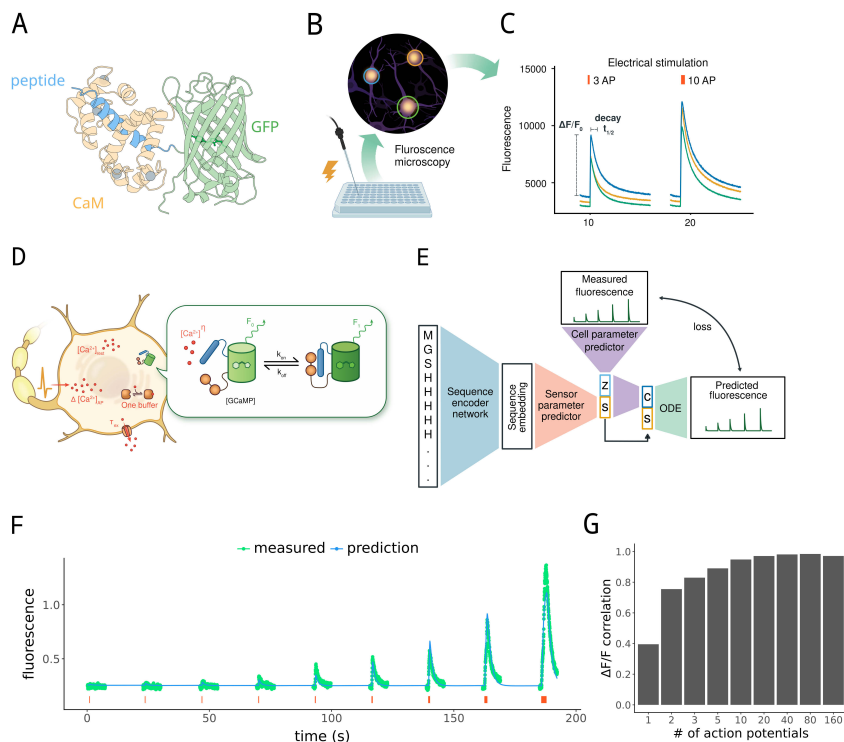 A
peptide
GFP
CaM
B
Fluroscence
microscopy
C
Electrical stimulation
15000
3 AP
10 AP
ΔF/F0
decay
t1/2
Fluorescence
10000
5000
10
20
D
[Ca2+]rest
Δ [Ca2+]AP
One buffer
[Ca2+]η
F0
F1
kon
koff
[GCaMP]
E
Measured
fluorescence
Cell parameter
predictor
loss
M
G
S
H
H
H
H
H
H
.
.
.
Sequence
encoder
network
Sequence
embedding
Sensor
parameter
predictor
Z
S
C
S
ODE
Predicted
fluorescence
F
measured
prediction
fluorescence
1.0
0.5
0
50
100
150
200
time (s)
G
ΔF/F correlation
1.0
0.8
0.6
0.4
0.2
0.0
1
2
3
5
10
20
40
80
160
# of action potentials